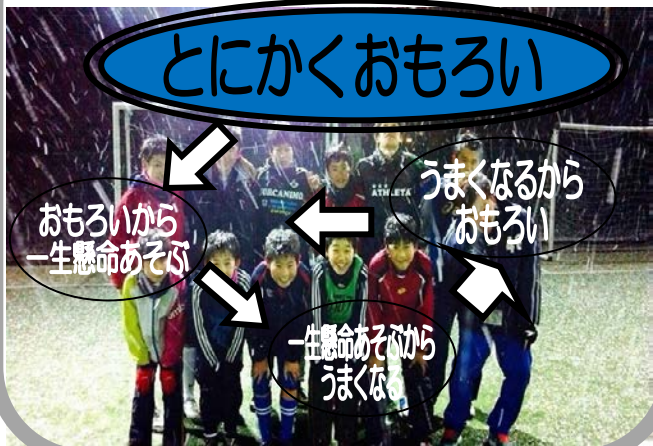 とにかくおもろい
おもろいから
一生懸命あそぶ
うまくなるから
おもろい
一生懸命あそぶから
うまくなる
ATHLETA